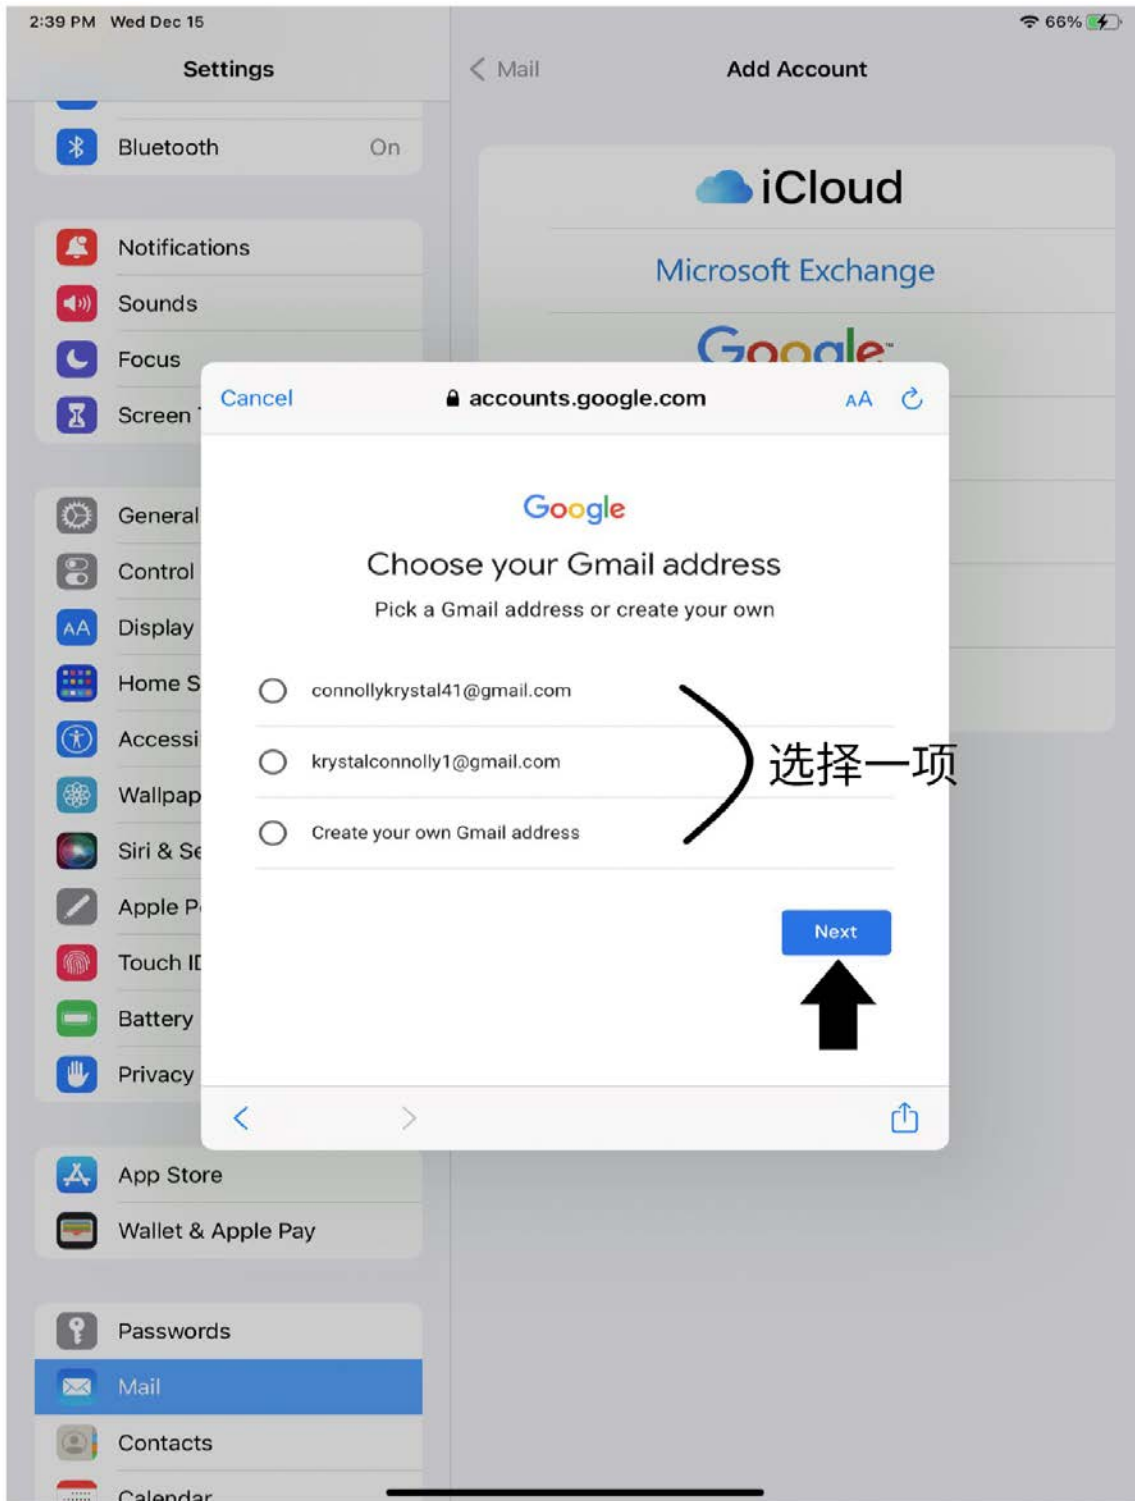 2:39 PM Wed Dec 15
66%
Settings
Bluetooth On
Notifications
Sounds
Focus
Screen
General
Control
Display
Home S
Accessi
Wallpap
Siri & Se
Apple P
Touch ID
Battery
Privacy
App Store
Wallet & Apple Pay
Passwords
Mail
Contacts
Calendar
Mail
Add Account
iCloud
Microsoft Exchange
Google
Cancel
accounts.google.com
AA
Google
Choose your Gmail address
Pick a Gmail address or create your own
connollykrystal41@gmail.com
krystalconnolly1@gmail.com
Create your own Gmail address
选择一项
Next